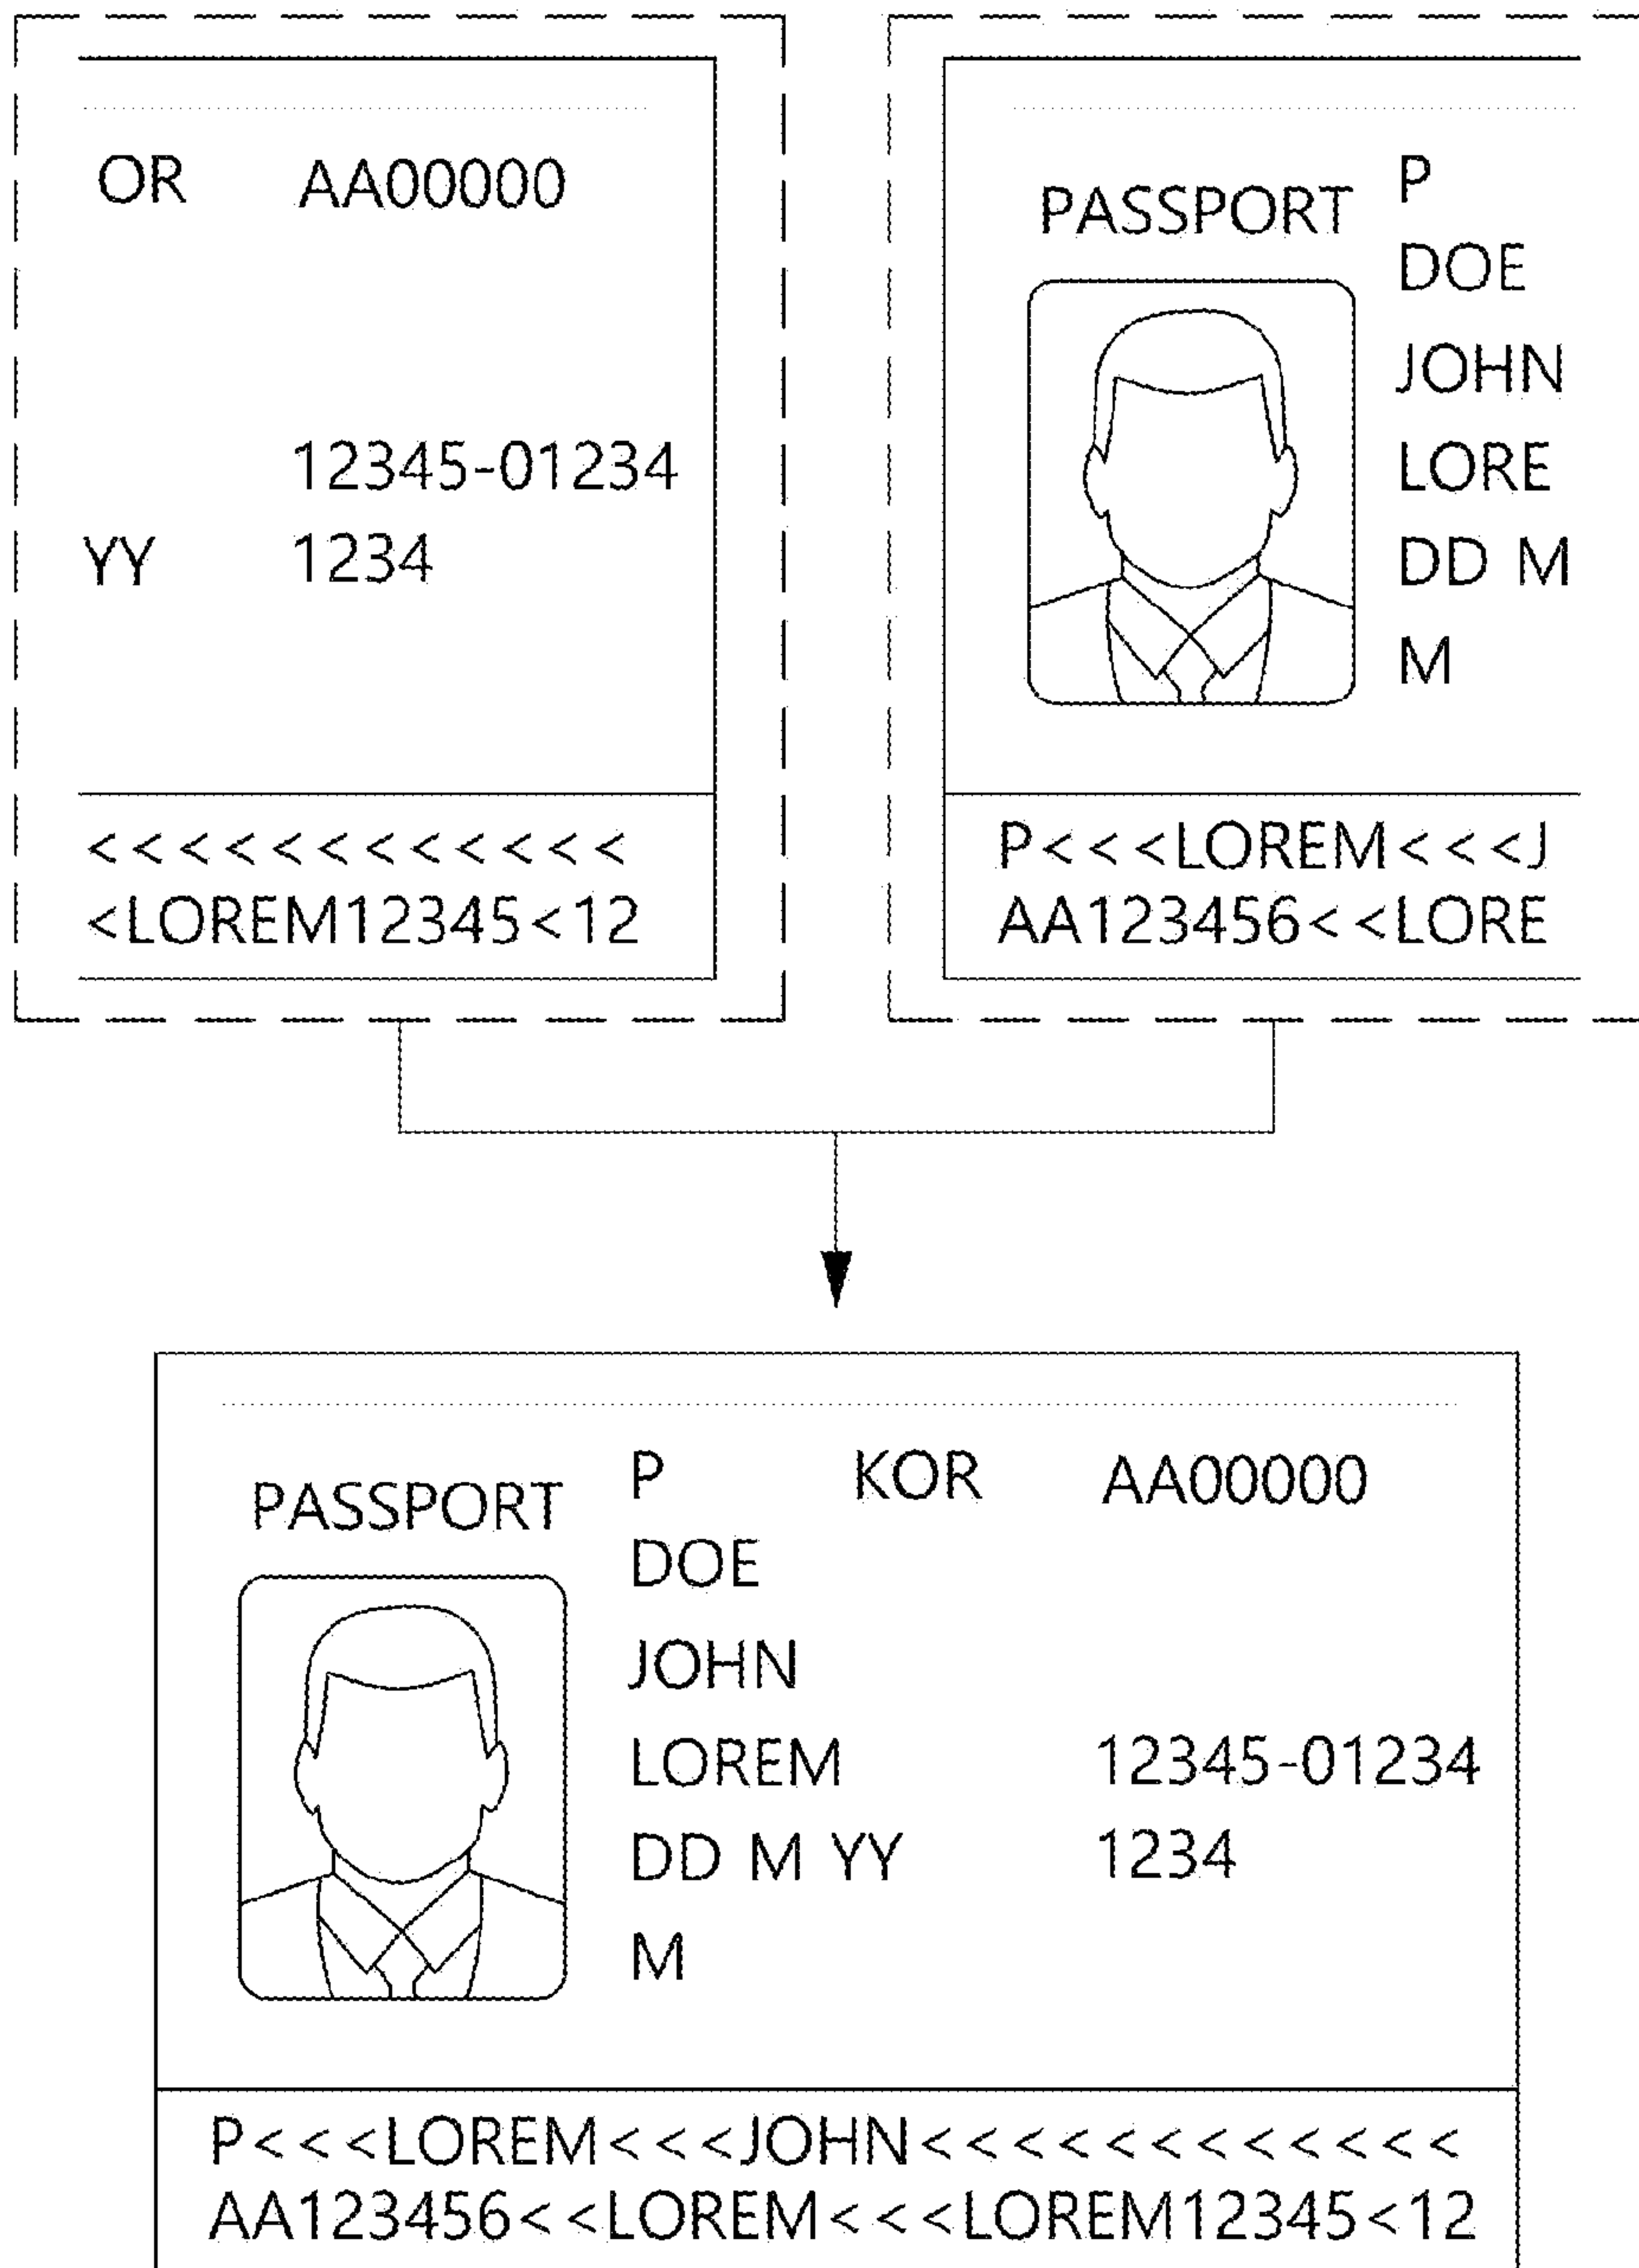 OR AA00000
12345-01234
YY 1234
<<<<<<<<<<<<
<LOREM12345<12
PASSPORT P
DOE
JOHN
LORE
DD M
M
P<<<LOREM<<<J
AA123456<<LORE
PASSPORT P KOR AA00000
DOE
JOHN
LOREM 12345-01234
DD M YY 1234
M
P<<<LOREM<<<JOHN<<<<<<<<<<<<
AA123456<<LOREM<<<LOREM12345<12